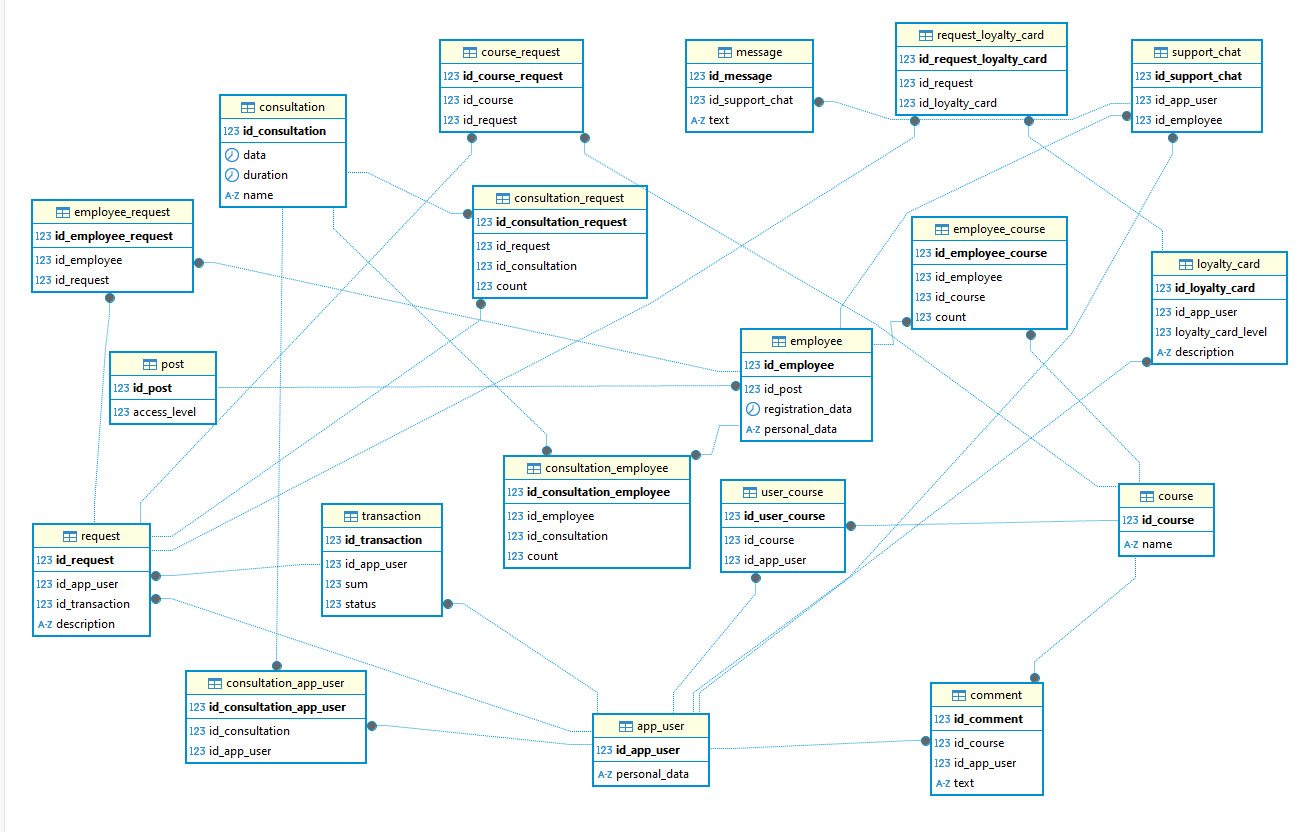 course_request
123 id_course_request
123 id_course
123 id_request
message
123 id_message
123 id_support_chat
A-Z text
request_loyalty_card
123 id_request_loyalty_card
123 id_request
123 id_loyalty_card
support_chat
123 id_support_chat
123 id_app_user
123 id_employee
consultation
123 id_consultation
data
duration
A-Z name
employee_request
123 id_employee_request
123 id_employee
123 id_request
consultation_request
123 id_consultation_request
123 id_request
123 id_consultation
123 count
employee_course
123 id_employee_course
123 id_employee
123 id_course
123 count
loyalty_card
123 id_loyalty_card
123 id_app_user
123 loyalty_card_level
A-Z description
post
123 id_post
123 access_level
employee
123 id_employee
123 id_post
registration_data
A-Z personal_data
consultation_employee
123 id_consultation_employee
123 id_employee
123 id_consultation
123 count
user_course
123 id_user_course
123 id_course
123 id_app_user
course
123 id_course
A-Z name
request
123 id_request
123 id_app_user
123 id_transaction
A-Z description
transaction
123 id_transaction
123 id_app_user
123 sum
123 status
consultation_app_user
123 id_consultation_app_user
123 id_consultation
123 id_app_user
app_user
123 id_app_user
A-Z personal_data
comment
123 id_comment
123 id_course
123 id_app_user
A-Z text